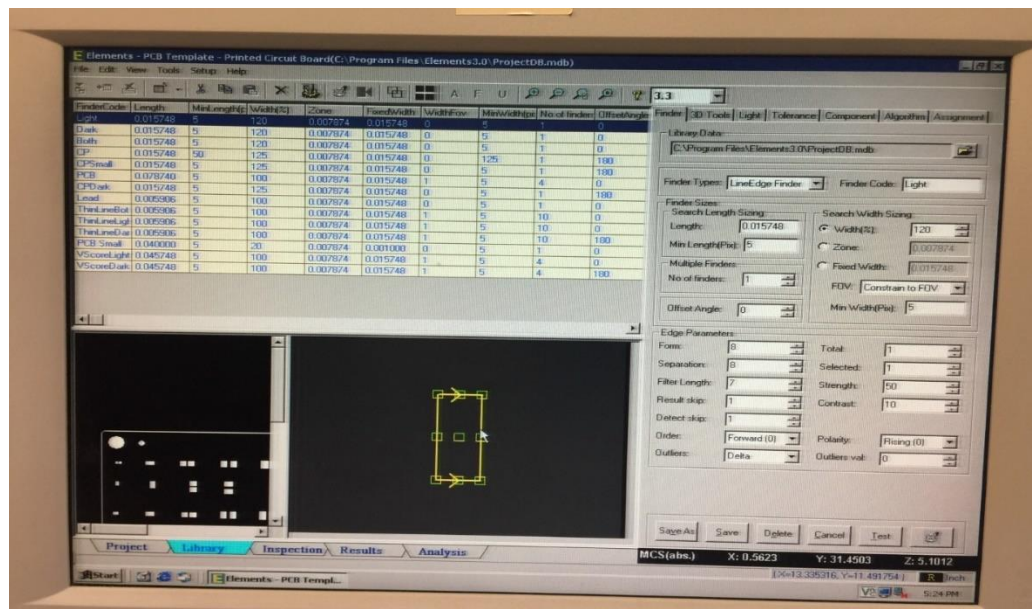 Elements - PCB Template - Printed Circuit Board(C:\Program Files\Elements3.0\ProjectDB.mdb)
File Edit View Tools Setup Help
A F U 3.3
FinderCode Length MinLength(p Width(%) Zone FixedWidth WidthFov MinWidth(pi No of finder OffsetAngle
Light 0.015748 5 120 0.007874 0.015748 0 5 1 0
Dark 0.015748 5 120 0.007874 0.015748 0 5 1 0
Both 0.015748 5 120 0.007874 0.015748 0 5 1 0
CP 0.015748 50 125 0.007874 0.015748 0 125 1 180
CPSmall 0.015748 5 125 0.007874 0.015748 0 5 1 180
PCB 0.078740 5 100 0.007874 0.015748 1 5 4 0
CPDark 0.015748 5 125 0.007874 0.015748 0 5 1 180
Lead 0.005906 5 100 0.007874 0.015748 0 5 1 0
ThinLineBot 0.005906 5 100 0.007874 0.015748 1 5 10 0
ThinLineLigh 0.005906 5 100 0.007874 0.015748 1 5 10 0
ThinLineDar 0.005906 5 100 0.007874 0.015748 1 5 10 180
PCB Small 0.040000 5 20 0.007874 0.001000 0 5 1 0
VScoreLight 0.045748 5 100 0.007874 0.015748 1 5 4 0
VScoreDark 0.045748 5 100 0.007874 0.015748 1 5 4 180
Finder 3D Tools Light Tolerance Component Algorithm Assignment
Library Data:
C:\Program Files\Elements3.0\ProjectDB.mdb
Finder Types: LineEdge Finder Finder Code: Light
Finder Sizes:
Search Length Sizing: Search Width Sizing:
Length: 0.015748 Width(%): 120
Min Length(Pix): 5 Zone: 0.007874
Multiple Finders: Fixed Width: 0.015748
No of finders: 1 FOV: Constrain to FOV
Offset Angle: 0 Min Width(Pix): 5
Edge Parameters:
Form: 8 Total: 1
Separation: 8 Selected: 1
Filter Length: 7 Strength: 50
Result skip: 1 Contrast: 10
Detect skip: 1
Order: Forward (0) Polarity: Rising (0)
Outliers: Delta Outliers val: 0
Save As Save Delete Cancel Test
Project Library Inspection Results Analysis
MCS(abs.) X: 0.5623 Y: 31.4503 Z: 5.1012
X=13.335316, Y=11.491754 R Inch
Start Elements - PCB Templ... 5:24 PM